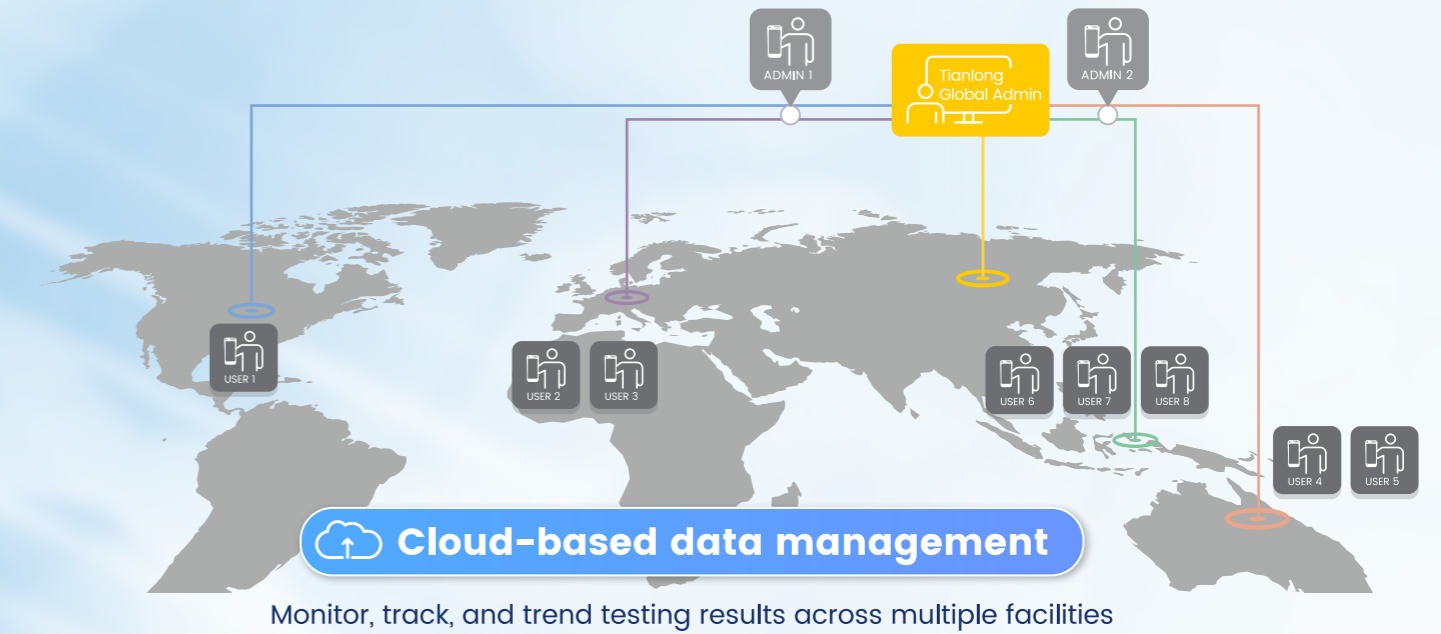 ADMIN 1
Tianlong
Global Admin
ADMIN 2
USER 1
USER 2
USER 3
USER 6
USER 7
USER 8
USER 4
USER 5
Cloud-based data management
Monitor, track, and trend testing results across multiple facilities